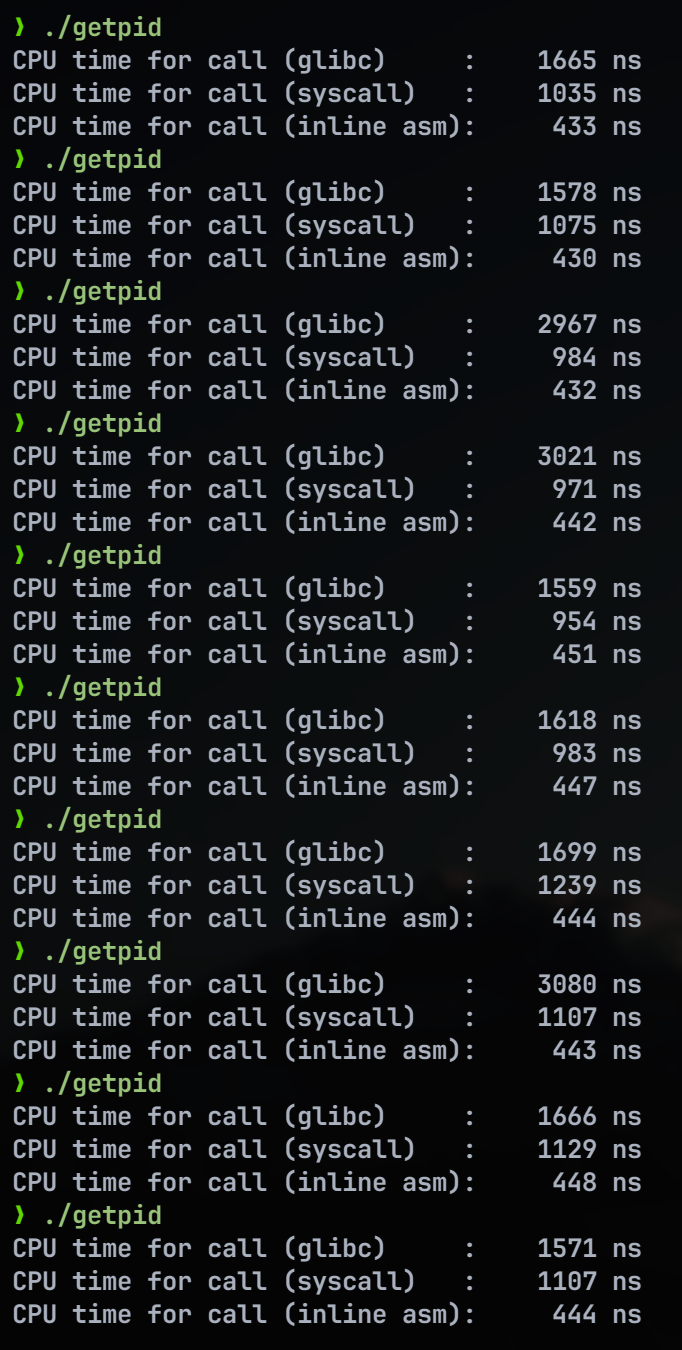 ❯ ./getpid
CPU time for call (glibc)     :    1665 ns
CPU time for call (syscall)   :    1035 ns
CPU time for call (inline asm):     433 ns
❯ ./getpid
CPU time for call (glibc)     :    1578 ns
CPU time for call (syscall)   :    1075 ns
CPU time for call (inline asm):     430 ns
❯ ./getpid
CPU time for call (glibc)     :    2967 ns
CPU time for call (syscall)   :     984 ns
CPU time for call (inline asm):     432 ns
❯ ./getpid
CPU time for call (glibc)     :    3021 ns
CPU time for call (syscall)   :     971 ns
CPU time for call (inline asm):     442 ns
❯ ./getpid
CPU time for call (glibc)     :    1559 ns
CPU time for call (syscall)   :     954 ns
CPU time for call (inline asm):     451 ns
❯ ./getpid
CPU time for call (glibc)     :    1618 ns
CPU time for call (syscall)   :     983 ns
CPU time for call (inline asm):     447 ns
❯ ./getpid
CPU time for call (glibc)     :    1699 ns
CPU time for call (syscall)   :    1239 ns
CPU time for call (inline asm):     444 ns
❯ ./getpid
CPU time for call (glibc)     :    3080 ns
CPU time for call (syscall)   :    1107 ns
CPU time for call (inline asm):     443 ns
❯ ./getpid
CPU time for call (glibc)     :    1666 ns
CPU time for call (syscall)   :    1129 ns
CPU time for call (inline asm):     448 ns
❯ ./getpid
CPU time for call (glibc)     :    1571 ns
CPU time for call (syscall)   :    1107 ns
CPU time for call (inline asm):     444 ns